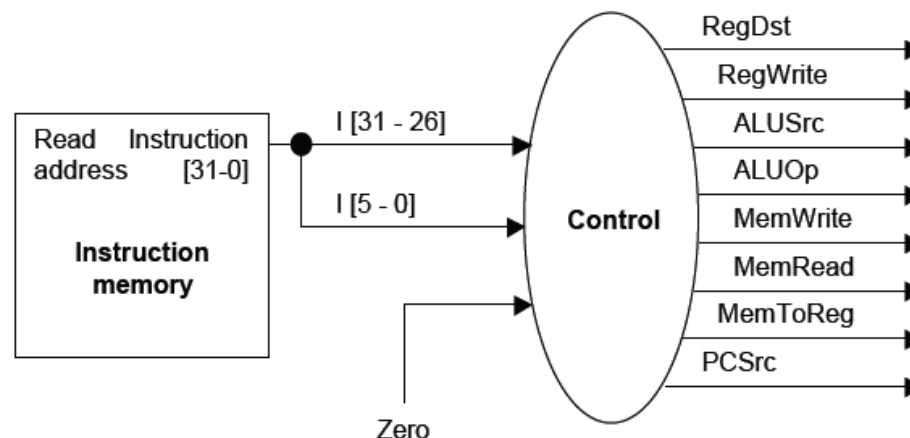 Read Instruction
address [31-0]
Instruction
memory
I [31 - 26]
I [5 - 0]
Zero
Control
RegDst
RegWrite
ALUSrc
ALUOp
MemWrite
MemRead
MemToReg
PCSrc